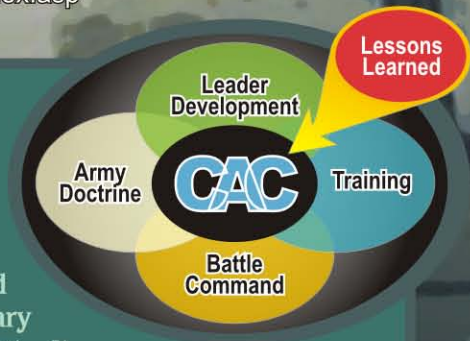 Lessons
Learned
Leader
Development
Army
Doctrine
CAC
Training
Battle
Command